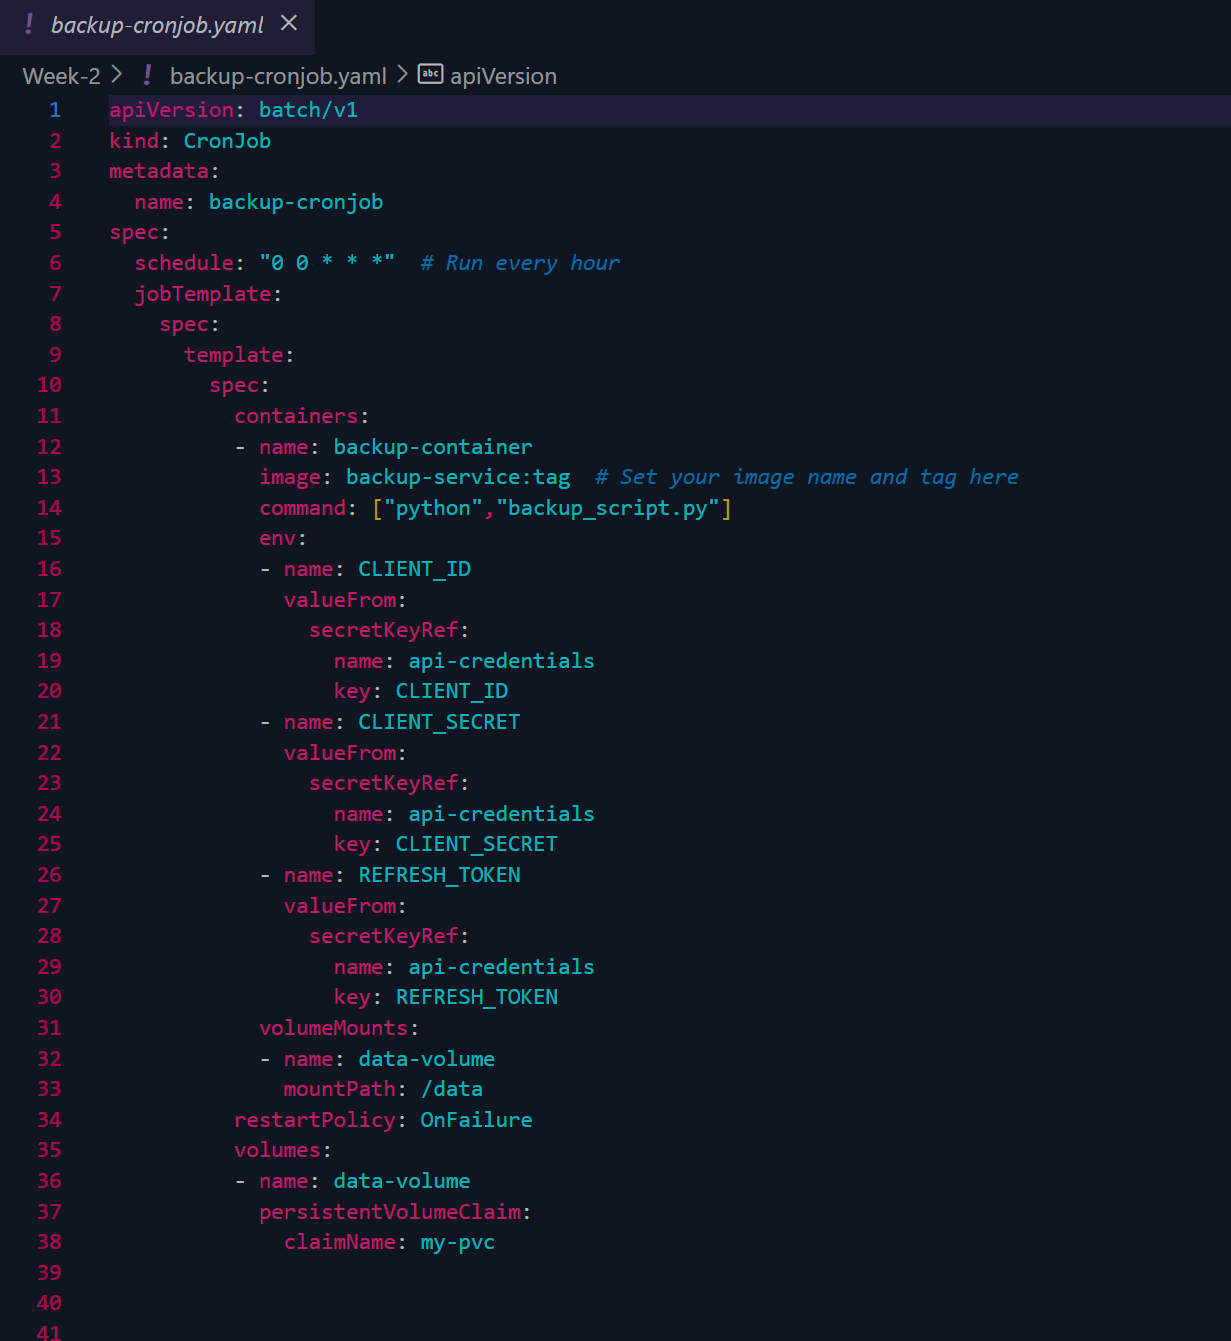 ! backup-cronjob.yaml ×
Week-2 > ! backup-cronjob.yaml > abc apiVersion
1 apiVersion: batch/v1
2 kind: CronJob
3 metadata:
4   name: backup-cronjob
5 spec:
6   schedule: "0 0 * * *"  # Run every hour
7   jobTemplate:
8     spec:
9       template:
10         spec:
11           containers:
12           - name: backup-container
13             image: backup-service:tag  # Set your image name and tag here
14             command: ["python","backup_script.py"]
15             env:
16             - name: CLIENT_ID
17               valueFrom:
18                 secretKeyRef:
19                   name: api-credentials
20                   key: CLIENT_ID
21             - name: CLIENT_SECRET
22               valueFrom:
23                 secretKeyRef:
24                   name: api-credentials
25                   key: CLIENT_SECRET
26             - name: REFRESH_TOKEN
27               valueFrom:
28                 secretKeyRef:
29                   name: api-credentials
30                   key: REFRESH_TOKEN
31             volumeMounts:
32             - name: data-volume
33               mountPath: /data
34           restartPolicy: OnFailure
35           volumes:
36           - name: data-volume
37             persistentVolumeClaim:
38               claimName: my-pvc
39
40
41